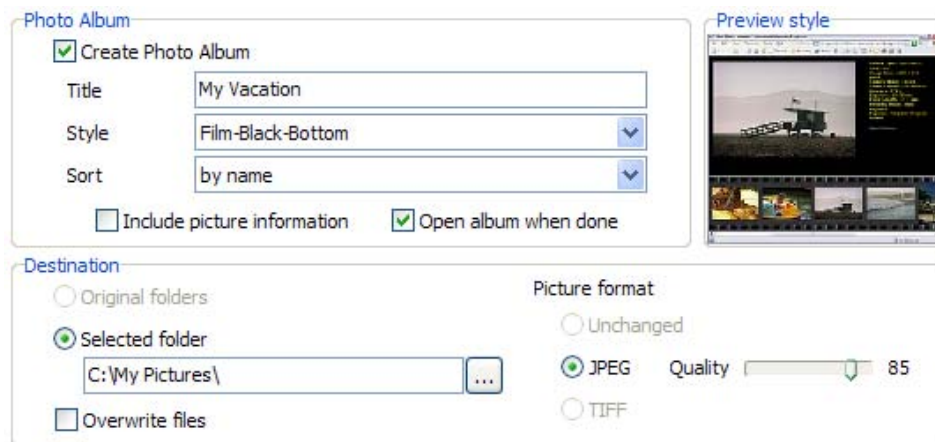 Photo Album
Create Photo Album
Title My Vacation
Style Film-Black-Bottom
Sort by name
Include picture information Open album when done
Preview style
Destination
Original folders
Selected folder
C:\My Pictures\
...
Overwrite files
Picture format
Unchanged
JPEG Quality 85
TIFF